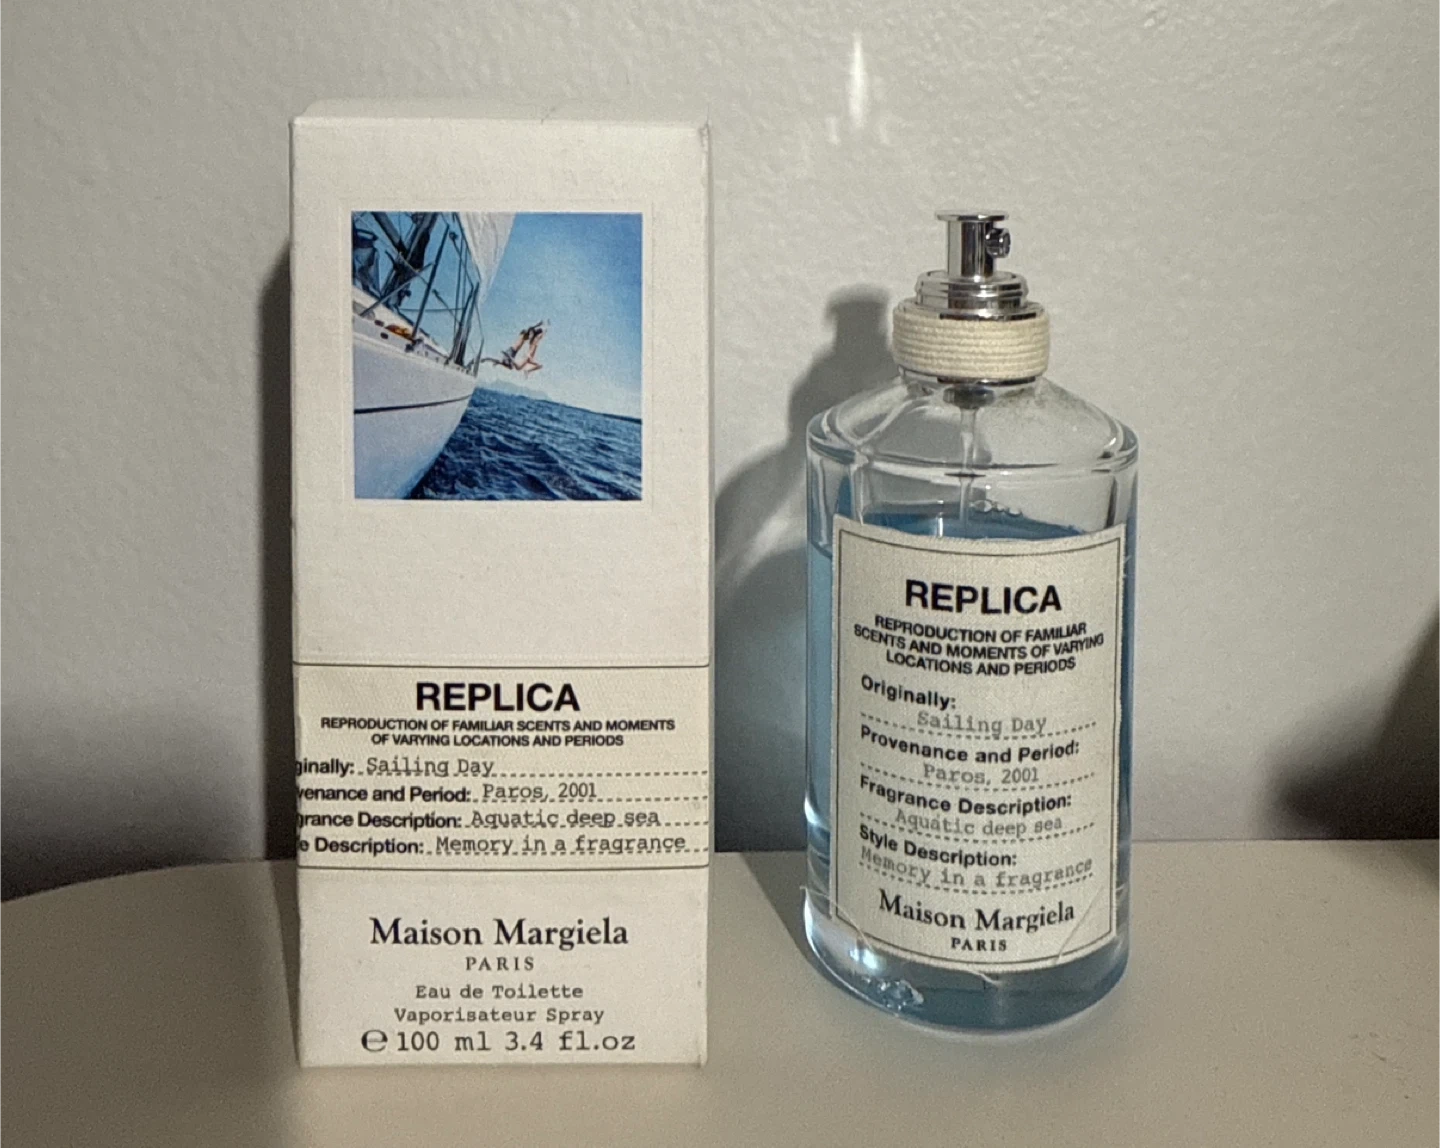 REPLICA
REPRODUCTION OF FAMILIAR SCENTS AND MOMENTS
OF VARYING LOCATIONS AND PERIODS
ginally: Sailing Day
venance and Period: Paros, 2001
grance Description: Aquatic deep sea
e Description: Memory in a fragrance
Maison Margiela
PARIS
Eau de Toilette
Vaporisateur Spray
℮ 100 ml 3.4 fl.oz
REPLICA
REPRODUCTION OF FAMILIAR
SCENTS AND MOMENTS OF VARYING
LOCATIONS AND PERIODS
Originally:
Sailing Day
Provenance and Period:
Paros, 2001
Fragrance Description:
Aquatic deep sea
Style Description:
Memory in a fragrance
Maison Margiela
PARIS